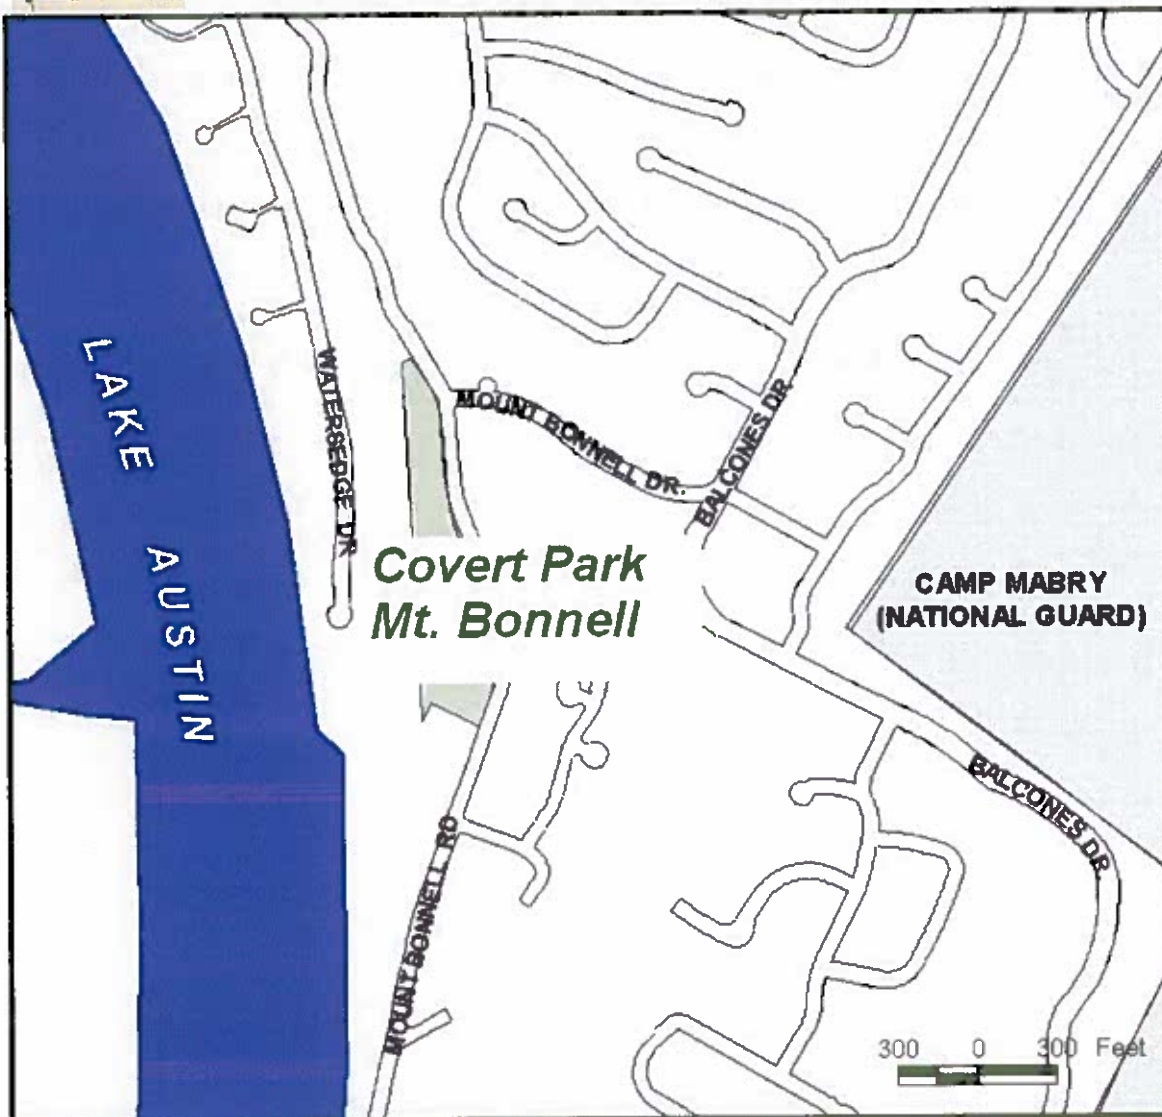 LAKE
AUSTIN
WATERSEDGE DR
MOUNT BONNELL DR.
BALCONES DR
Covert Park
Mt. Bonnell
CAMP MABRY
(NATIONAL GUARD)
BALCONES DR.
MOUNT BONNELL RD
300 0 300 Feet